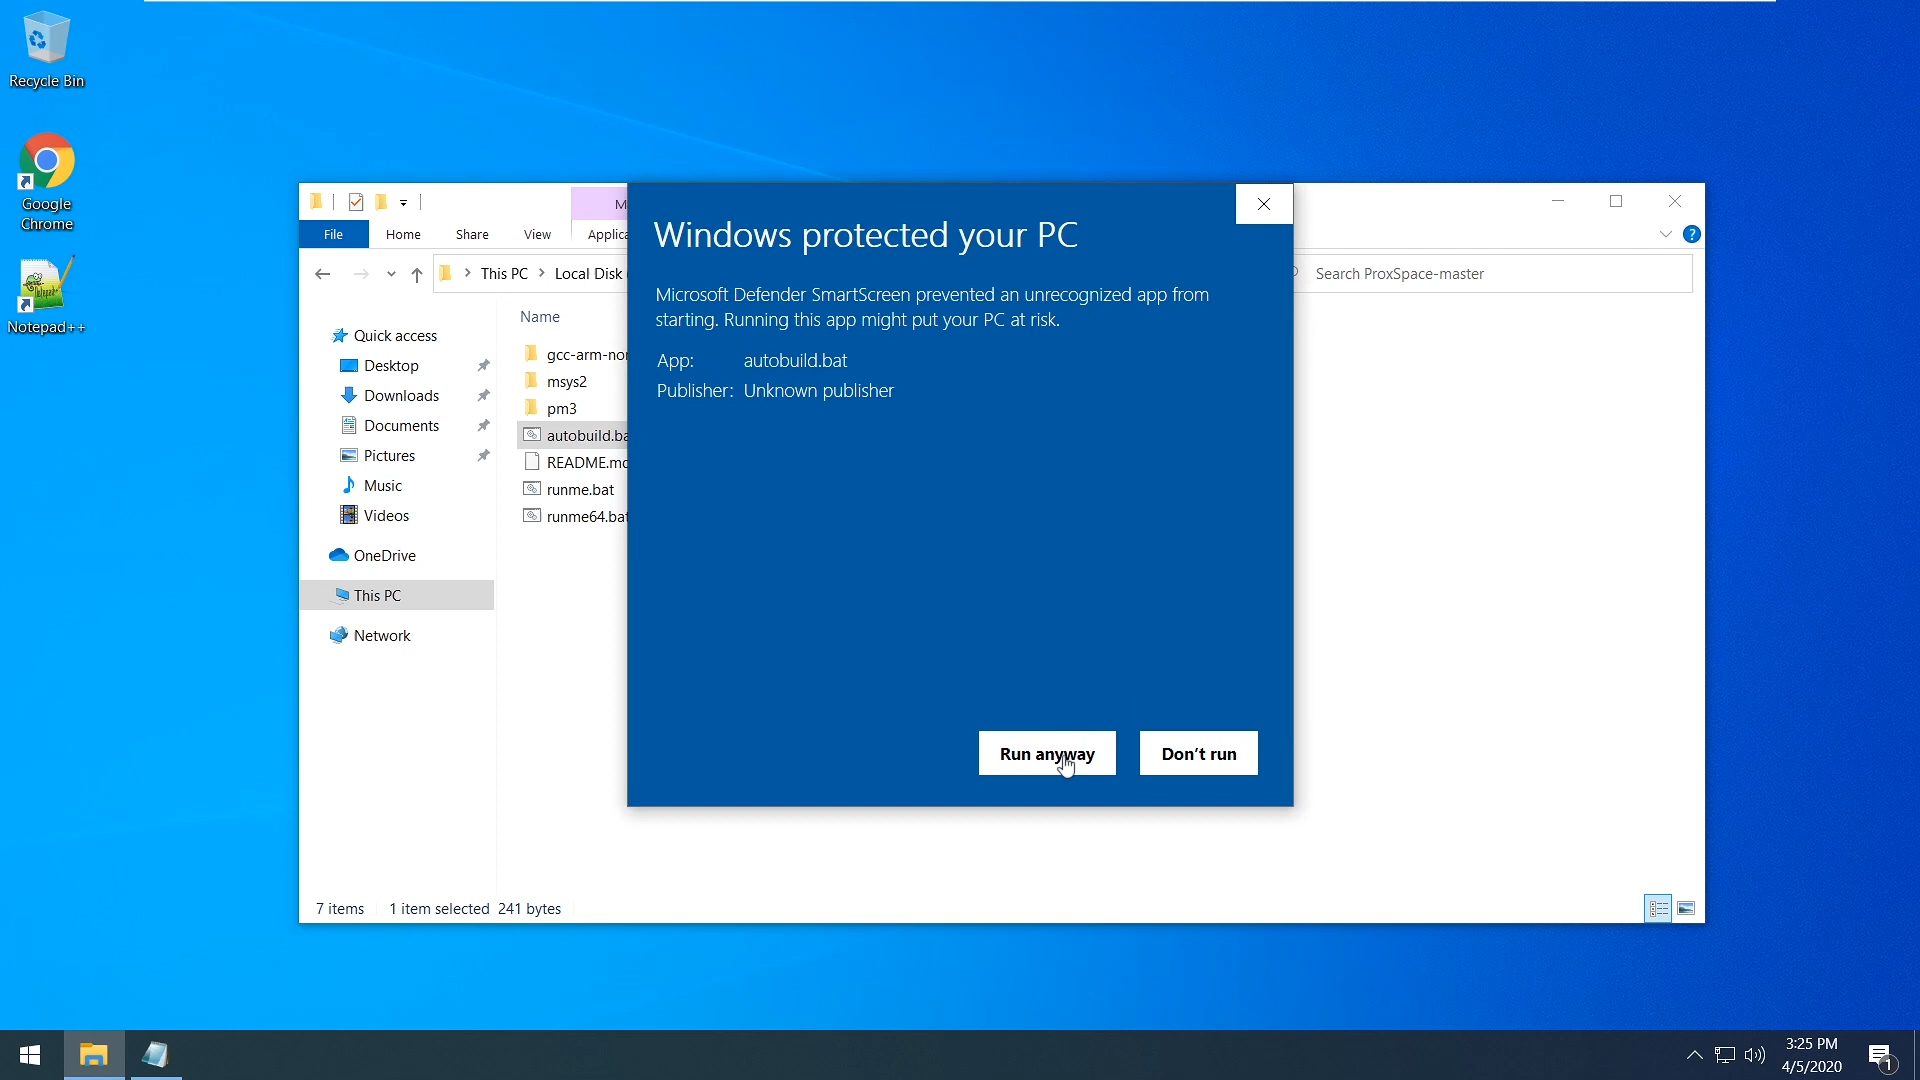 Recycle Bin
Google
Chrome
Notepad++
File
Home
Share
View
This PC
Local Disk
Search ProxSpace-master
Quick access
Desktop
Downloads
Documents
Pictures
Music
Videos
OneDrive
This PC
Network
Name
msys2
pm3
runme.bat
runme64.bat
Windows protected your PC
Microsoft Defender SmartScreen prevented an unrecognized app from
starting. Running this app might put your PC at risk.
App: autobuild.bat
Publisher: Unknown publisher
Run anyway
Don't run
7 items 1 item selected 241 bytes
3:25 PM
4/5/2020
1